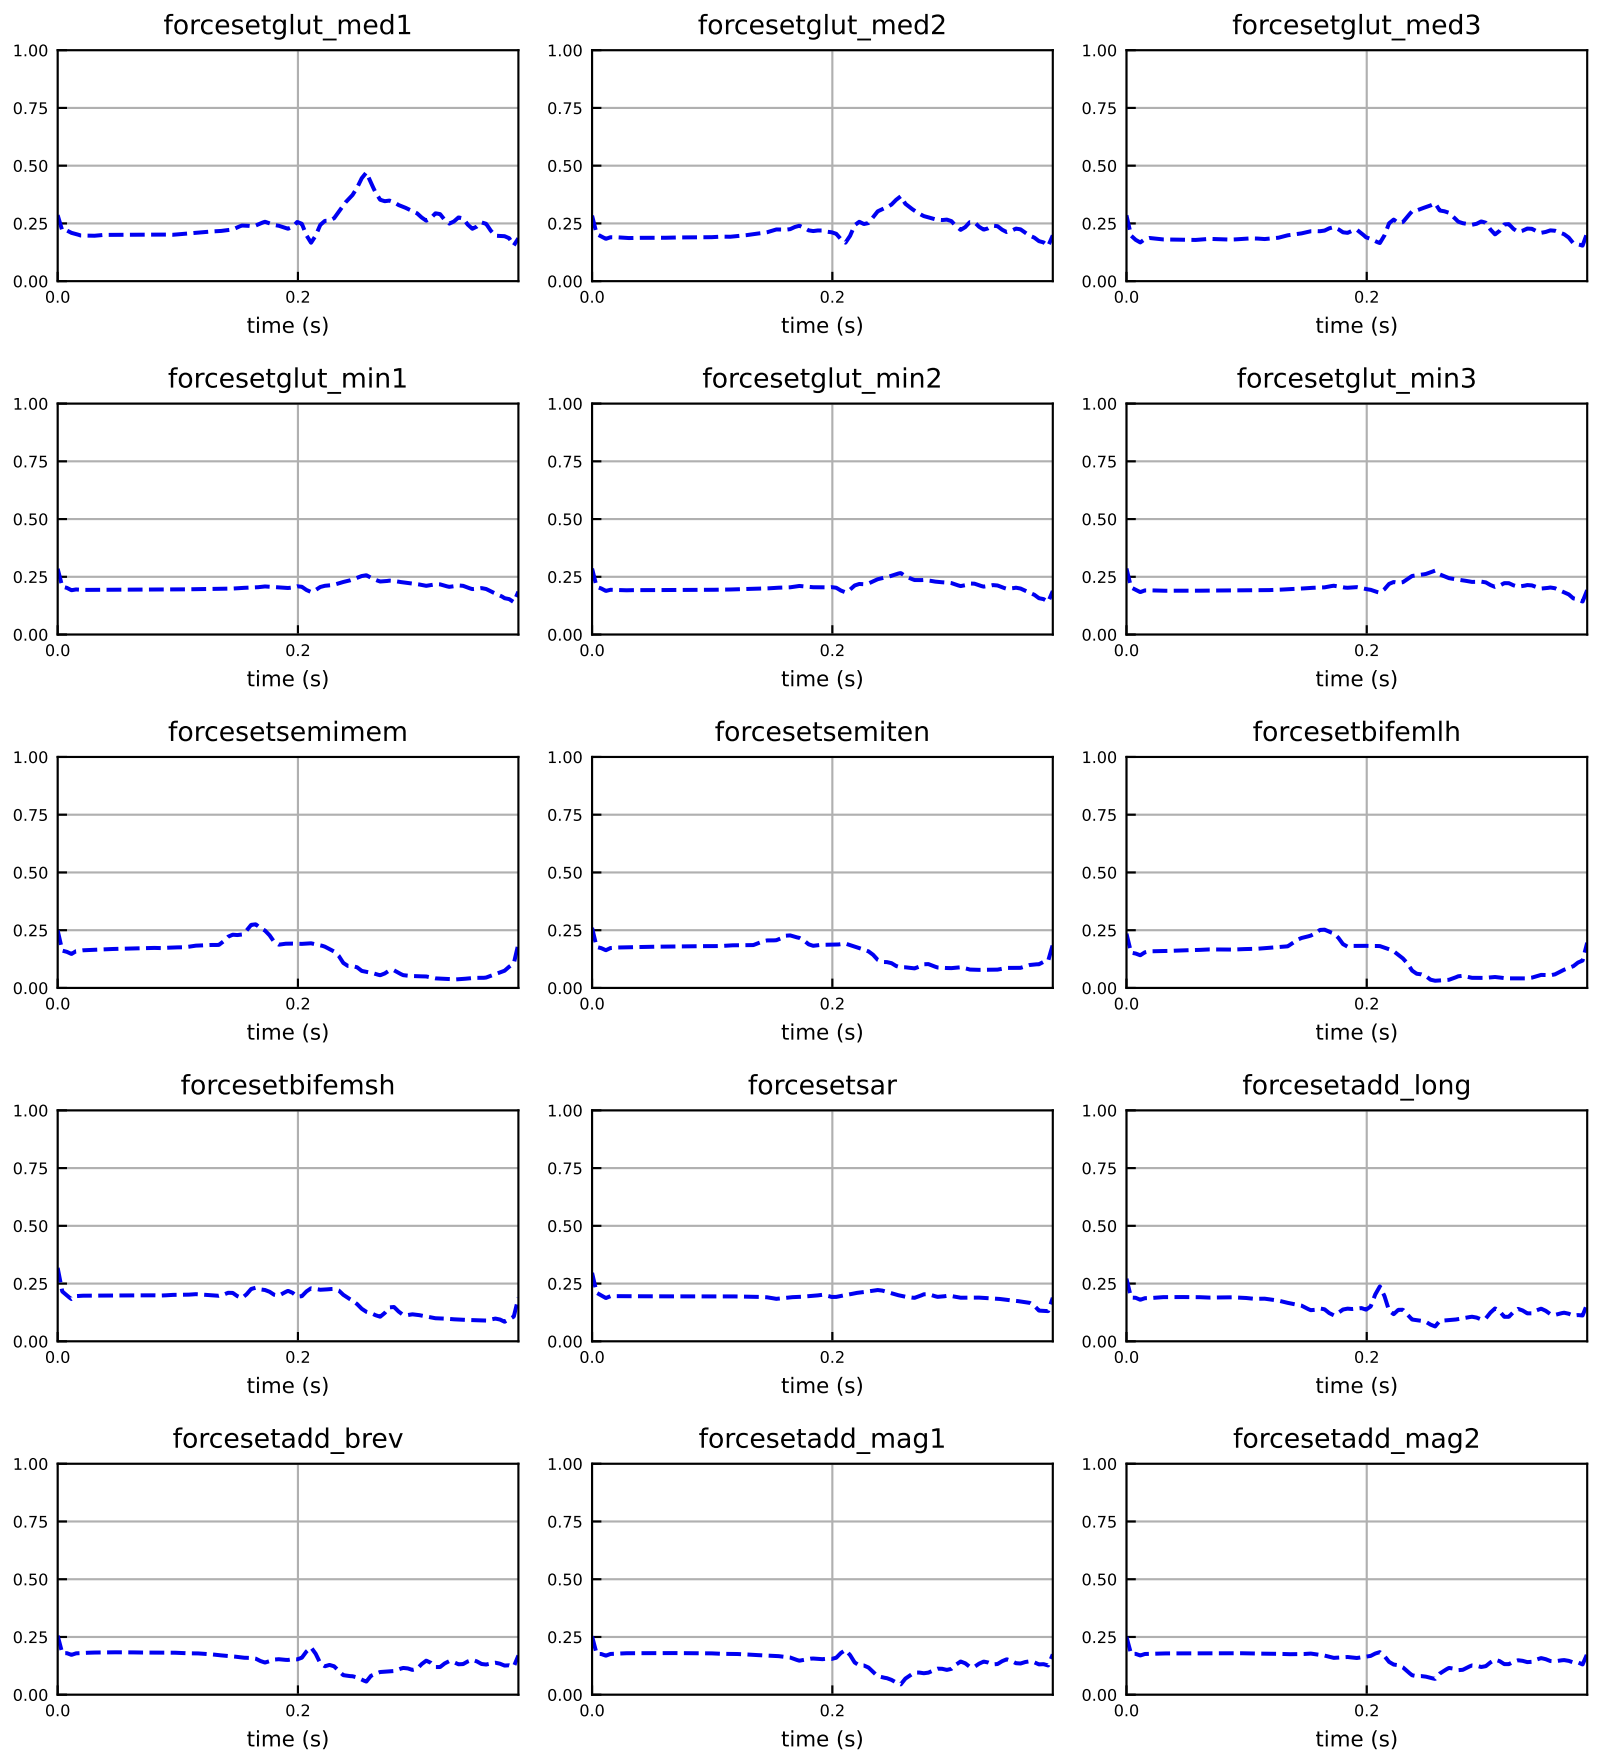 forcesetglut_med1 forcesetglut_med2 forcesetglut_med3
1.00 1.00 1.00
0.75 0.75 0.75
0.50 0.50 0.50
0.25 0.25 0.25
0.00 0.00 0.00
0.0 0.2 0.0 0.2 0.0 0.2
time (s) time (s) time (s)
forcesetglut_min1 forcesetglut_min2 forcesetglut_min3
1.00 1.00 1.00
0.75 0.75 0.75
0.50 0.50 0.50
0.25 0.25 0.25
0.00 0.00 0.00
0.0 0.2 0.0 0.2 0.0 0.2
time (s) time (s) time (s)
forcesetsemimem forcesetsemiten forcesetbifemlh
1.00 1.00 1.00
0.75 0.75 0.75
0.50 0.50 0.50
0.25 0.25 0.25
0.00 0.00 0.00
0.0 0.2 0.0 0.2 0.0 0.2
time (s) time (s) time (s)
forcesetbifemsh forcesetsar forcesetadd_long
1.00 1.00 1.00
0.75 0.75 0.75
0.50 0.50 0.50
0.25 0.25 0.25
0.00 0.00 0.00
0.0 0.2 0.0 0.2 0.0 0.2
time (s) time (s) time (s)
forcesetadd_brev forcesetadd_mag1 forcesetadd_mag2
1.00 1.00 1.00
0.75 0.75 0.75
0.50 0.50 0.50
0.25 0.25 0.25
0.00 0.00 0.00
0.0 0.2 0.0 0.2 0.0 0.2
time (s) time (s) time (s)